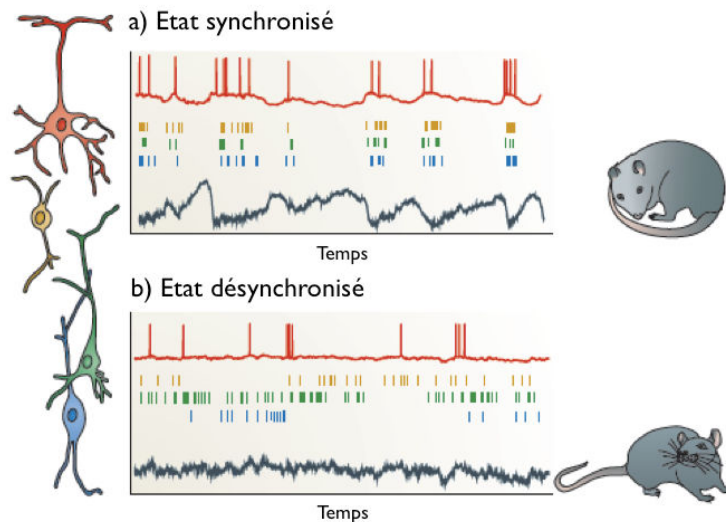 a) Etat synchronisé
Temps
b) Etat désynchronisé
Temps